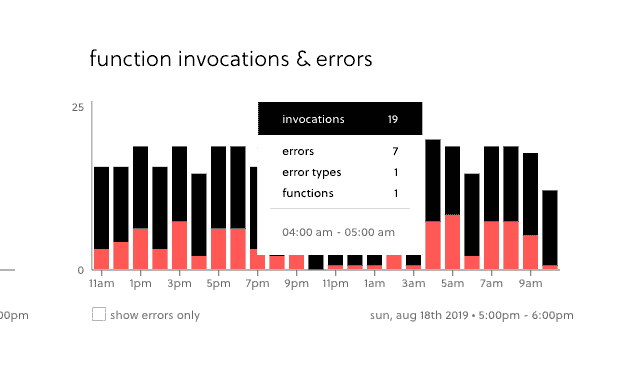 function invocations & errors
25
invocations 19
errors 7
error types 1
functions 1
04:00 am - 05:00 am
0
11am 1pm 3pm 5pm 7pm 9pm 11pm 1am 3am 5am 7am 9am
00pm
show errors only
sun, aug 18th 2019 • 5:00pm - 6:00pm